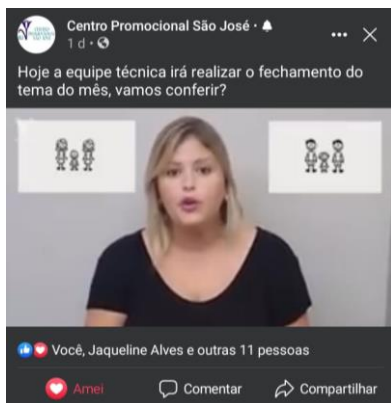 Centro Promocional São José •
1 d •
Hoje a equipe técnica irá realizar o fechamento do
tema do mês, vamos conferir?
Você, Jaqueline Alves e outras 11 pessoas
Amei
Comentar
Compartilhar